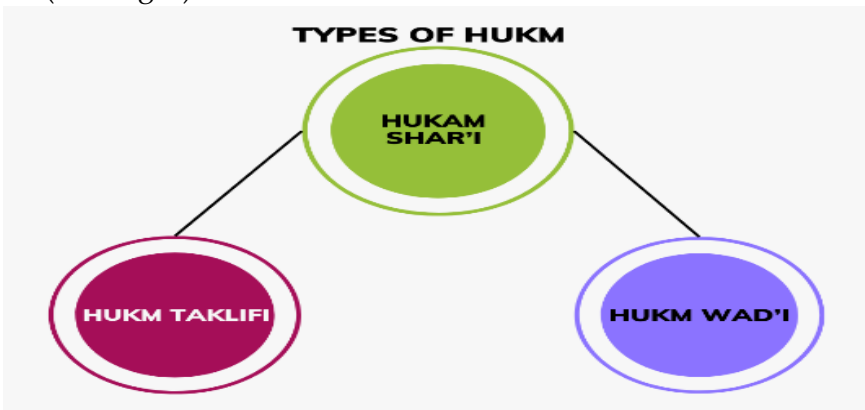 TYPES OF HUKM
HUKAM
SHAR'I
HUKM TAKLIFI
HUKM WAD'I